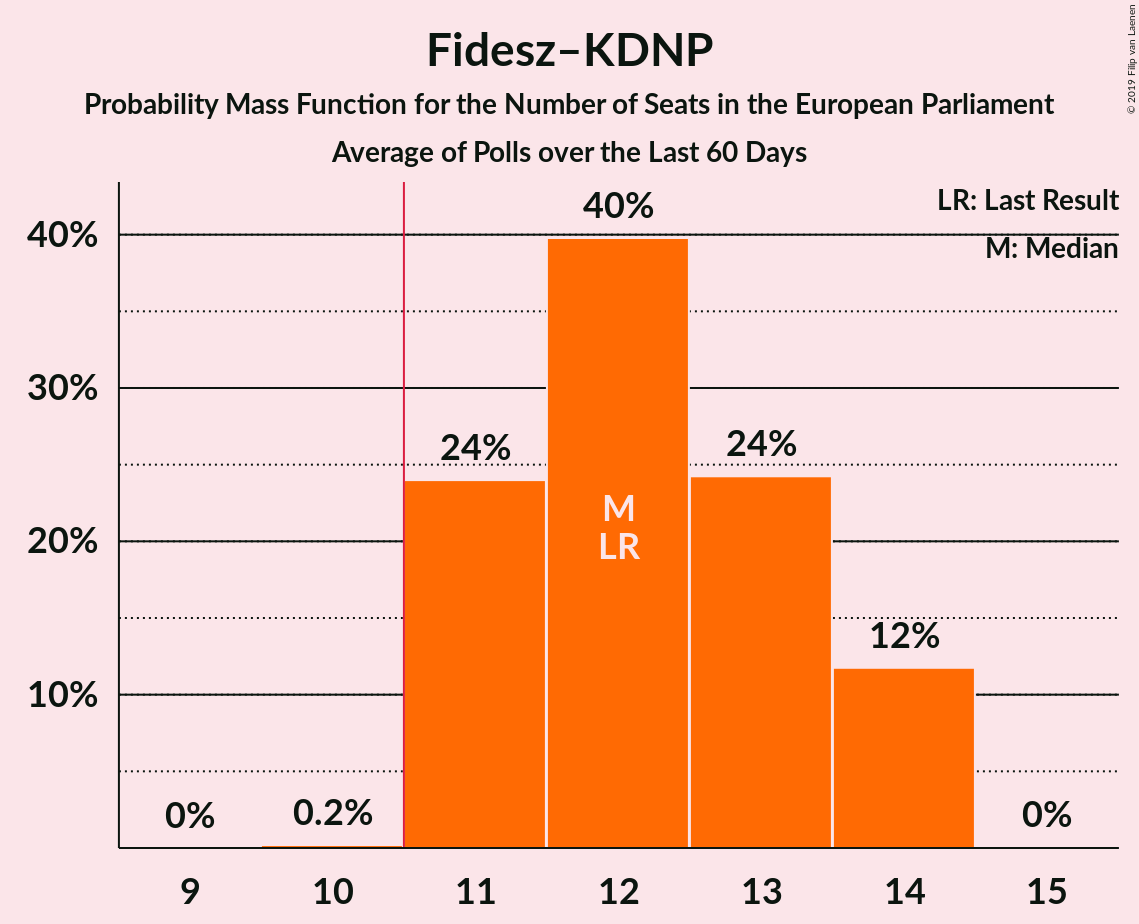 Fidesz–KDNP
Probability Mass Function for the Number of Seats in the European Parliament
Average of Polls over the Last 60 Days
© 2019 Filip van Laenen
LR: Last Result
M: Median
40%
30%
20%
10%
0%
0.2%
24%
40%
24%
12%
0%
M
LR
9
10
11
12
13
14
15